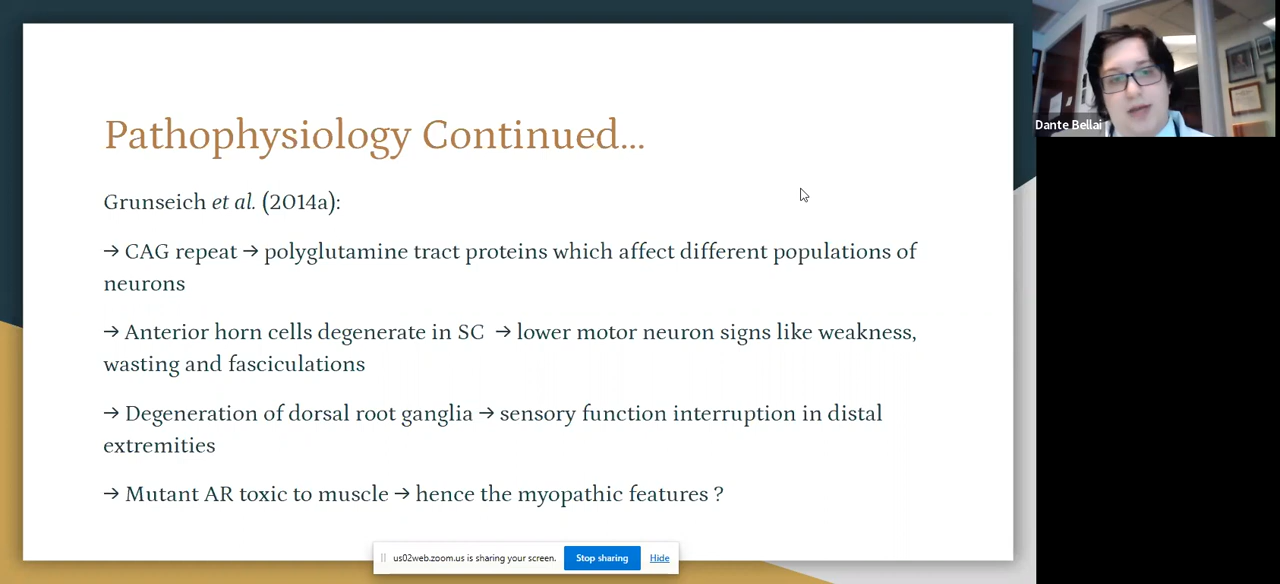 Pathophysiology Continued...
Grunseich et al. (2014a):
→ CAG repeat → polyglutamine tract proteins which affect different populations of
neurons
→ Anterior horn cells degenerate in SC → lower motor neuron signs like weakness,
wasting and fasciculations
→ Degeneration of dorsal root ganglia → sensory function interruption in distal
extremities
→ Mutant AR toxic to muscle → hence the myopathic features ?
us02web.zoom.us is sharing your screen. Stop sharing Hide
Dante Bellai